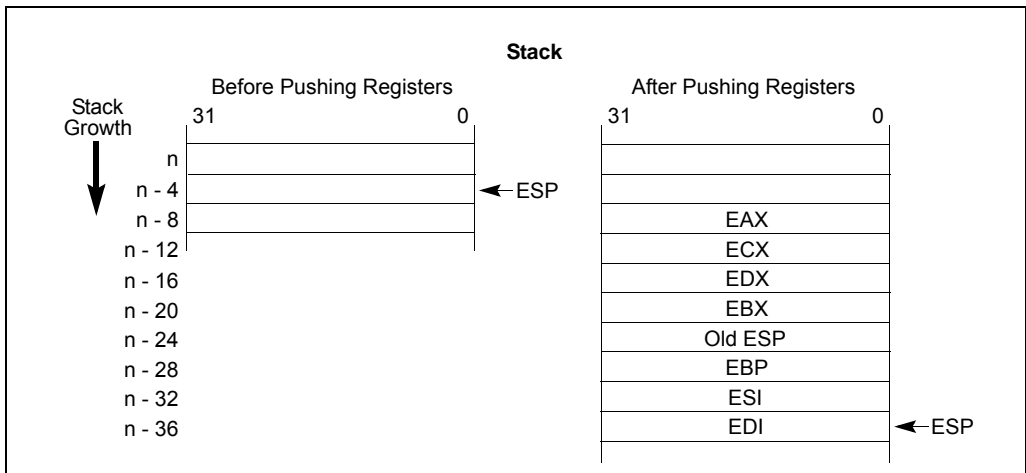 Stack
Before Pushing Registers
After Pushing Registers
Stack
Growth
31 0
31 0
n
n - 4
ESP
n - 8
EAX
n - 12
ECX
n - 16
EDX
n - 20
EBX
n - 24
Old ESP
n - 28
EBP
n - 32
ESI
n - 36
EDI
ESP